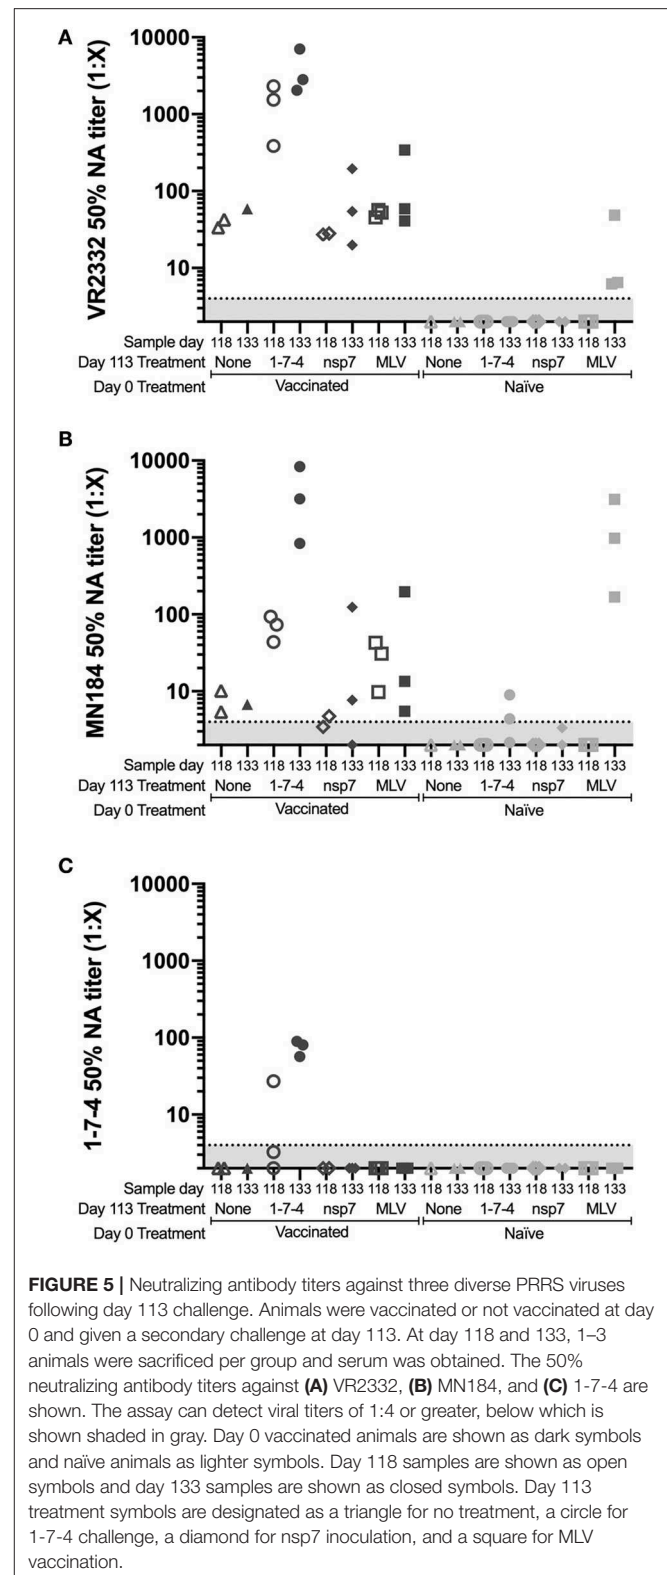 A
VR2332 50% NA titer (1:X)
10000
1000
100
10
Sample day 118 133 118 133 118 133 118 133 118 133 118 133 118 133 118 133
Day 113 Treatment None 1-7-4 nsp7 MLV None 1-7-4 nsp7 MLV
Day 0 Treatment Vaccinated Naïve
B
MN184 50% NA titer (1:X)
10000
1000
100
10
Sample day 118 133 118 133 118 133 118 133 118 133 118 133 118 133 118 133
Day 113 Treatment None 1-7-4 nsp7 MLV None 1-7-4 nsp7 MLV
Day 0 Treatment Vaccinated Naïve
C
1-7-4 50% NA titer (1:X)
10000
1000
100
10
Sample day 118 133 118 133 118 133 118 133 118 133 118 133 118 133 118 133
Day 113 Treatment None 1-7-4 nsp7 MLV None 1-7-4 nsp7 MLV
Day 0 Treatment Vaccinated Naïve
FIGURE 5 | Neutralizing antibody titers against three diverse PRRS viruses
following day 113 challenge. Animals were vaccinated or not vaccinated at day
0 and given a secondary challenge at day 113. At day 118 and 133, 1–3
animals were sacrificed per group and serum was obtained. The 50%
neutralizing antibody titers against (A) VR2332, (B) MN184, and (C) 1-7-4 are
shown. The assay can detect viral titers of 1:4 or greater, below which is
shown shaded in gray. Day 0 vaccinated animals are shown as dark symbols
and naïve animals as lighter symbols. Day 118 samples are shown as open
symbols and day 133 samples are shown as closed symbols. Day 113
treatment symbols are designated as a triangle for no treatment, a circle for
1-7-4 challenge, a diamond for nsp7 inoculation, and a square for MLV
vaccination.